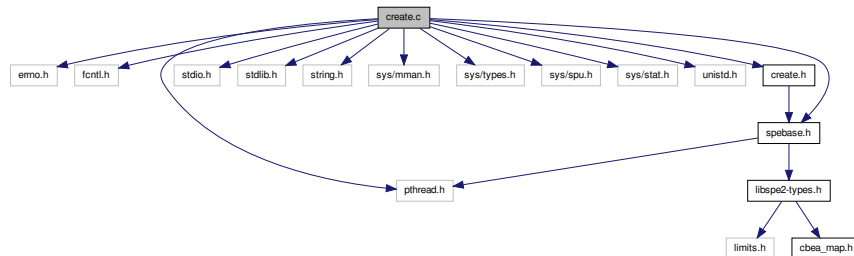 create.c
errno.h
fcntl.h
stdio.h
stdlib.h
string.h
sys/mman.h
sys/types.h
sys/spu.h
sys/stat.h
unistd.h
create.h
spebase.h
pthread.h
libspe2-types.h
limits.h
cbea_map.h